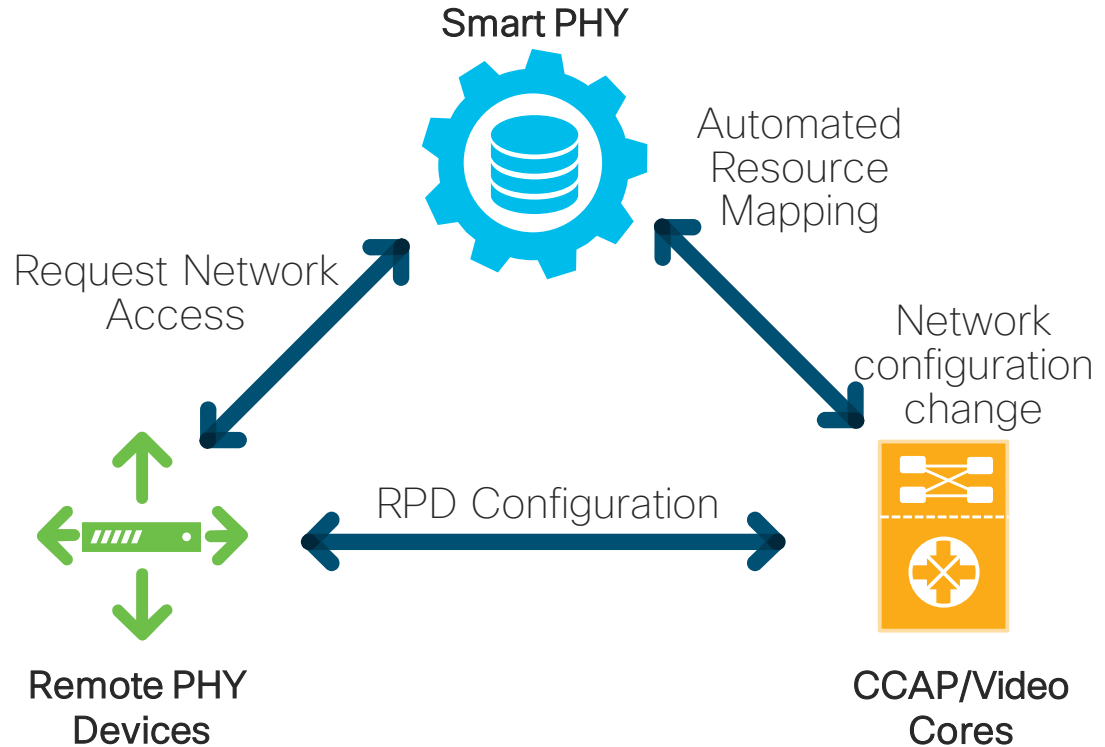 Smart PHY
Automated
Resource
Mapping
Request Network
Access
Network
configuration
change
RPD Configuration
Remote PHY
Devices
CCAP/Video
Cores